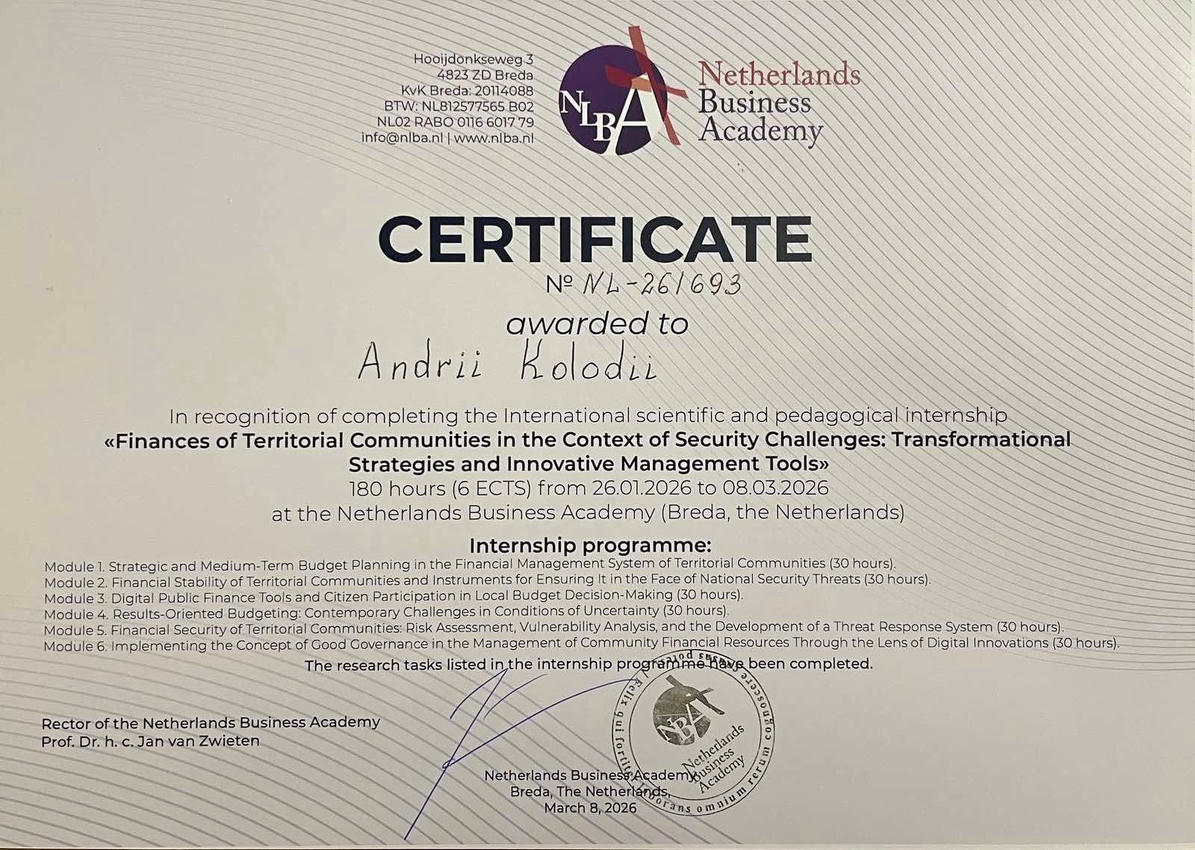 Hooijdonkseweg 3
4823 ZD Breda
KvK Breda: 20114088
BTW: NL812577565 B02
NL02 RABO 0116 6017 79
info@nlba.nl | www.nlba.nl
NLBA
Netherlands
Business
Academy
CERTIFICATE
№ NL-261693
awarded to
Andrii Kolodii
In recognition of completing the International scientific and pedagogical internship
«Finances of Territorial Communities in the Context of Security Challenges: Transformational
Strategies and Innovative Management Tools»
180 hours (6 ECTS) from 26.01.2026 to 08.03.2026
at the Netherlands Business Academy (Breda, the Netherlands)
Internship programme:
Module 1. Strategic and Medium-Term Budget Planning in the Financial Management System of Territorial Communities (30 hours).
Module 2. Financial Stability of Territorial Communities and Instruments for Ensuring It in the Face of National Security Threats (30 hours).
Module 3. Digital Public Finance Tools and Citizen Participation in Local Budget Decision-Making (30 hours).
Module 4. Results-Oriented Budgeting: Contemporary Challenges in Conditions of Uncertainty (30 hours).
Module 5. Financial Security of Territorial Communities: Risk Assessment, Vulnerability Analysis, and the Development of a Threat Response System (30 hours).
Module 6. Implementing the Concept of Good Governance in the Management of Community Financial Resources Through the Lens of Digital Innovations (30 hours).
The research tasks listed in the internship programme have been completed.
Rector of the Netherlands Business Academy
Prof. Dr. h. c. Jan van Zwieten
Netherlands Business Academy
Breda, The Netherlands,
March 8, 2026
NLBA
Netherlands
Business
Academy
Felix qui omnium rerum cognoscere